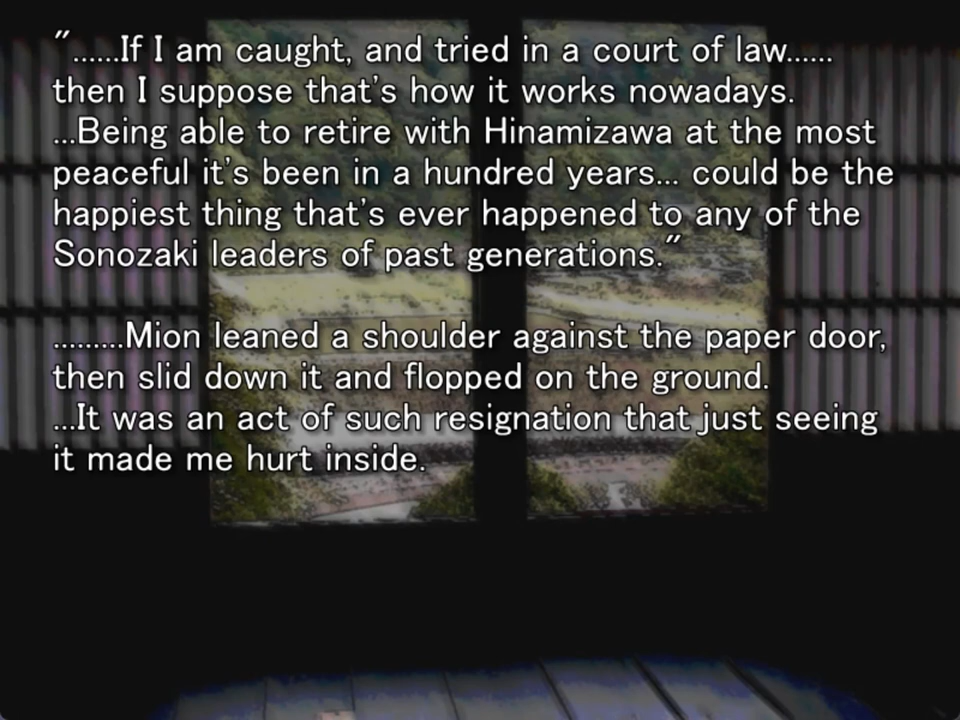 "......If I am caught, and tried in a court of law......
then I suppose that's how it works nowadays.
...Being able to retire with Hinamizawa at the most
peaceful it's been in a hundred years... could be the
happiest thing that's ever happened to any of the
Sonozaki leaders of past generations."
.........Mion leaned a shoulder against the paper door,
then slid down it and flopped on the ground.
...It was an act of such resignation that just seeing
it made me hurt inside.